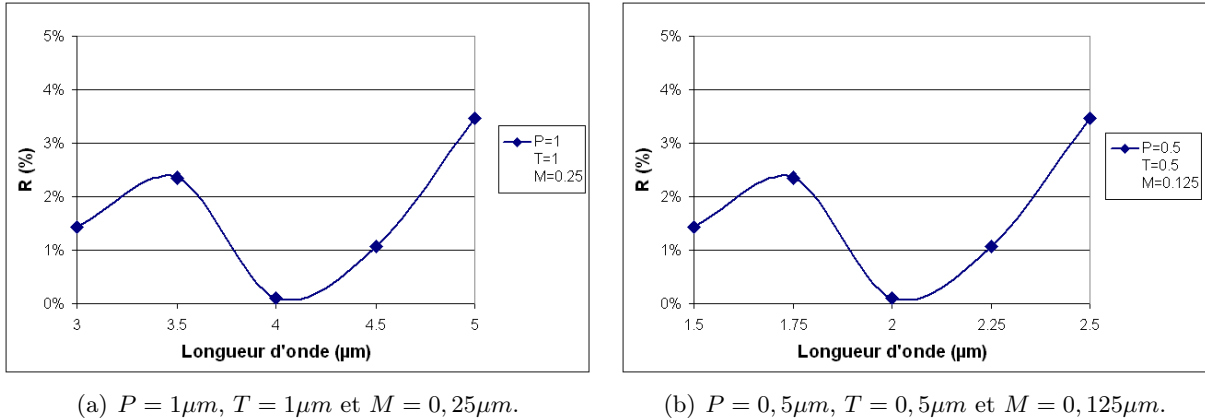 5%
4%
3%
2%
1%
0%
R (%)
3 3.5 4 4.5 5
Longueur d'onde (µm)
P=1
T=1
M=0.25
5%
4%
3%
2%
1%
0%
R (%)
1.5 1.75 2 2.25 2.5
Longueur d'onde (µm)
P=0.5
T=0.5
M=0.125
(a) P = 1µm, T = 1µm et M = 0, 25µm.
(b) P = 0, 5µm, T = 0, 5µm et M = 0, 125µm.